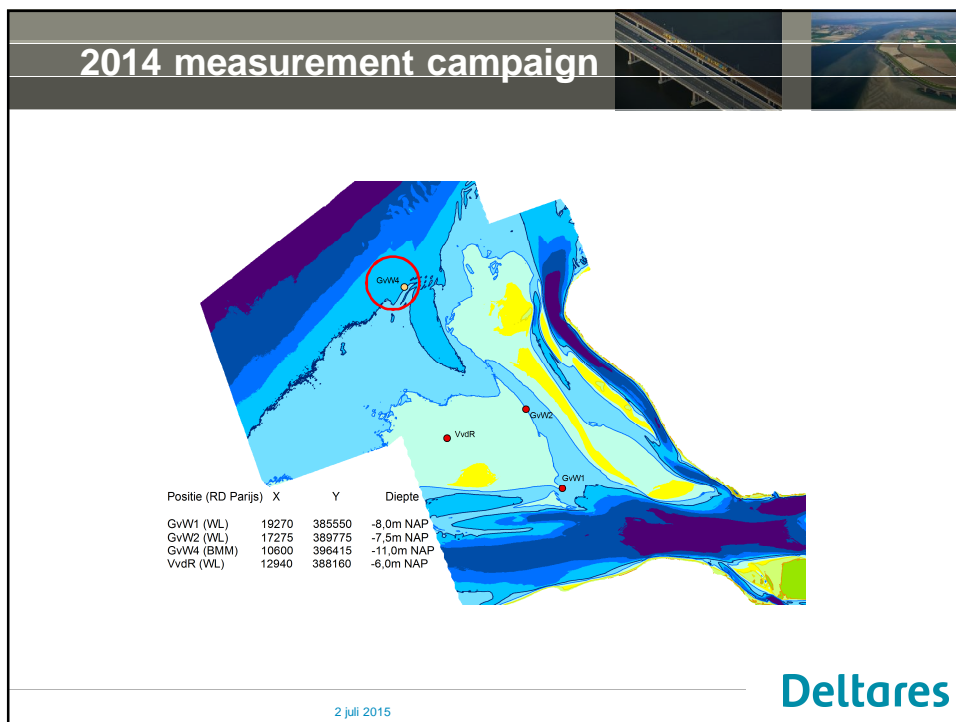 2014 measurement campaign
GvW4
GvW2
VvdR
GvW1
Positie (RD Parijs) X Y Diepte
GvW1 (WL) 19270 385550 -8,0m NAP
GvW2 (WL) 17275 389775 -7,5m NAP
GvW4 (BMM) 10600 396415 -11,0m NAP
VvdR (WL) 12940 388160 -6,0m NAP
Deltares
2 juli 2015